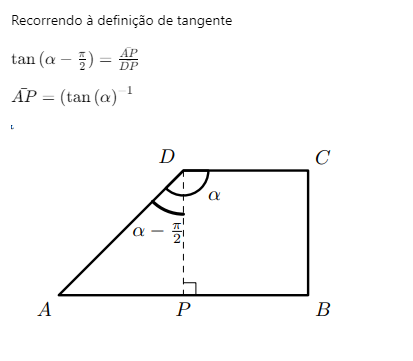 Recorrendo à definição de tangente
tan (α − π/2) = AP/DP
ĀP = (tan (α)⁻¹
D
C
α
α − π/2
A
P
B